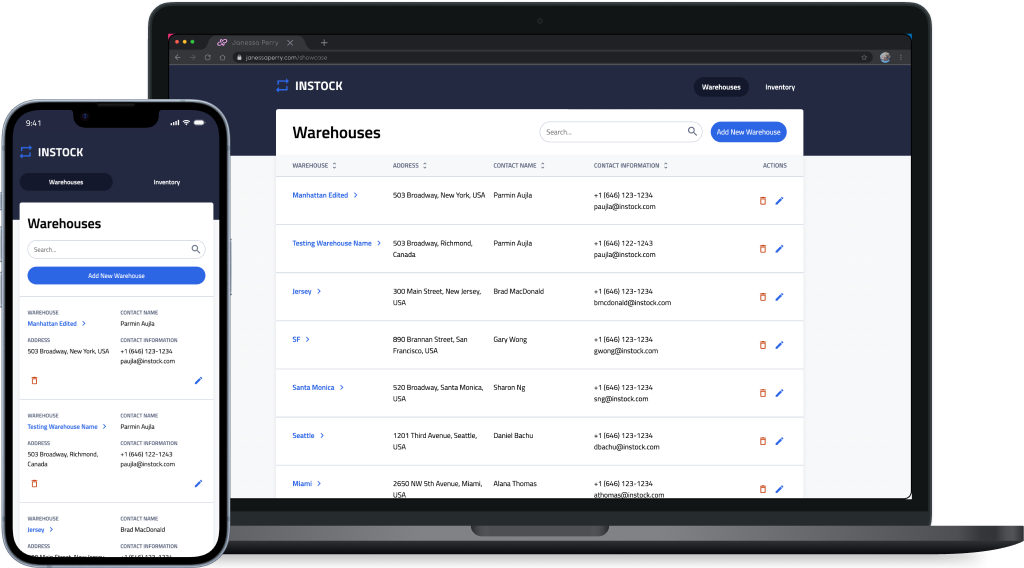 Janessa Perry
janessaperry.com/showcase
INSTOCK
Warehouses
Inventory
Warehouses
Search...
Add New Warehouse
WAREHOUSE
ADDRESS
CONTACT NAME
CONTACT INFORMATION
ACTIONS
Manhattan Edited
503 Broadway, New York, USA
Parmin Aujla
+1 (646) 123-1234
paujla@instock.com
Testing Warehouse Name
503 Broadway, Richmond,
Canada
Parmin Aujla
+1 (646) 122-1243
paujla@instock.com
Jersey
300 Main Street, New Jersey,
USA
Brad MacDonald
+1 (646) 123-1234
bmcdonald@instock.com
SF
890 Brannan Street, San
Francisco, USA
Gary Wong
+1 (646) 123-1234
gwong@instock.com
Santa Monica
520 Broadway, Santa Monica,
USA
Sharon Ng
+1 (646) 123-1234
sng@instock.com
Seattle
1201 Third Avenue, Seattle,
USA
Daniel Bachu
+1 (646) 123-1234
dbachu@instock.com
Miami
2650 NW 5th Avenue, Miami,
USA
Alana Thomas
+1 (646) 123-1234
athomas@instock.com
9:41
INSTOCK
Warehouses
Inventory
Warehouses
Search...
Add New Warehouse
WAREHOUSE
Manhattan Edited
CONTACT NAME
Parmin Aujla
ADDRESS
503 Broadway, New York, USA
CONTACT INFORMATION
+1 (646) 123-1234
paujla@instock.com
WAREHOUSE
Testing Warehouse Name
CONTACT NAME
Parmin Aujla
ADDRESS
503 Broadway, Richmond,
Canada
CONTACT INFORMATION
+1 (646) 122-1243
paujla@instock.com
WAREHOUSE
Jersey
CONTACT NAME
Brad MacDonald
ADDRESS
300 Main Street, New Jersey,
CONTACT INFORMATION
+1 (646) 123-1234